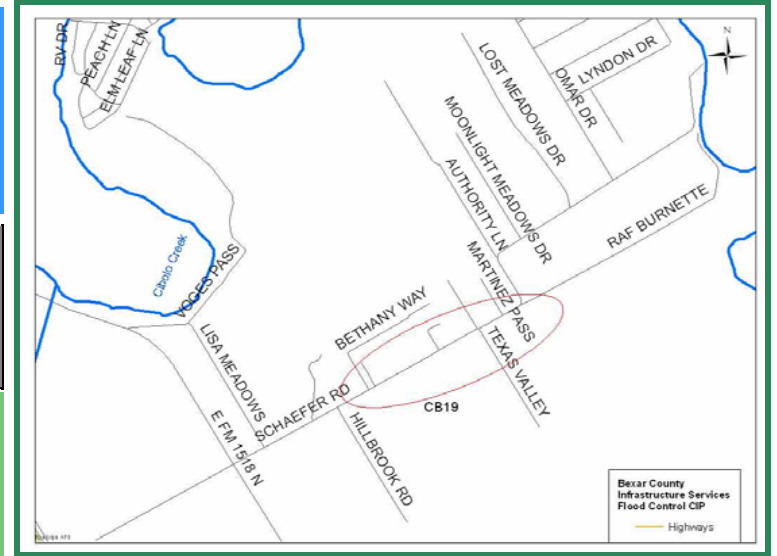 N
RV DR
PEACH LN
ELM LEAF LN
LOST MEADOWS DR
OMAR DR
LYNDON DR
MOONLIGHT MEADOWS DR
AUTHORITY LN
RAF BURNETTE
Cibolo Creek
VOGES PASS
MARTINEZ PASS
BETHANY WAY
LISA MEADOWS
TEXAS VALLEY
SCHAEFER RD
CB19
E FM 1518 N
HILLBROOK RD
Bexar County
Infrastructure Services
Flood Control CIP
Highways